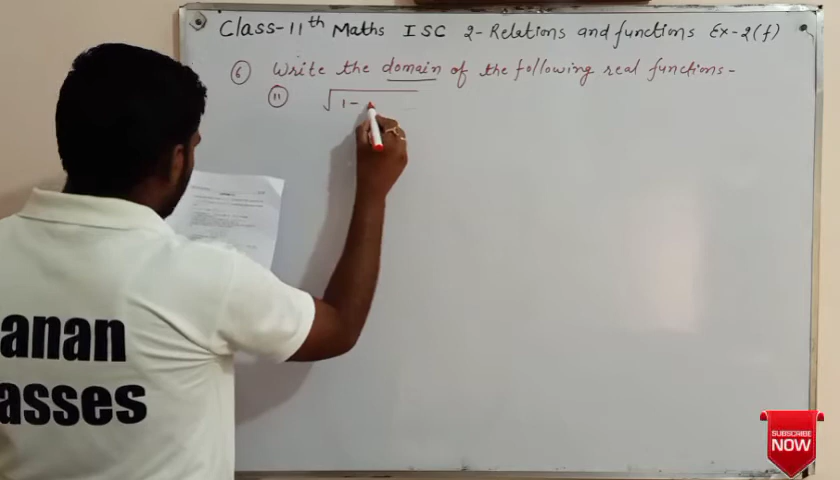 Class-11th Maths ISC 2-Relations and functions Ex-2(f)
6 Write the domain of the following real functions-
11 √1-
anan
asses
SUBSCRIBE
NOW